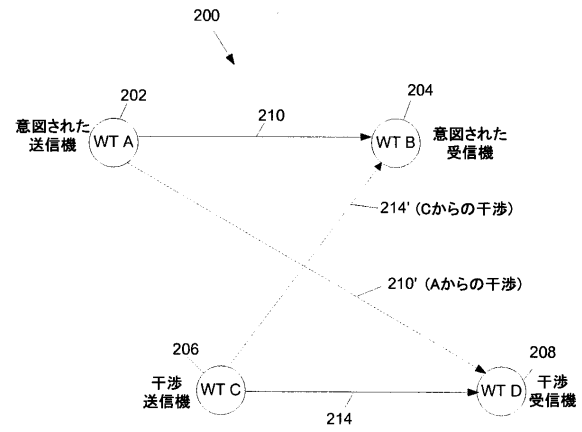 200
202
204
意図された
送信機
WT A
210
WT B
意図された
受信機
214' (Cからの干渉)
210' (Aからの干渉)
206
208
干渉
送信機
WT C
214
WT D
干渉
受信機